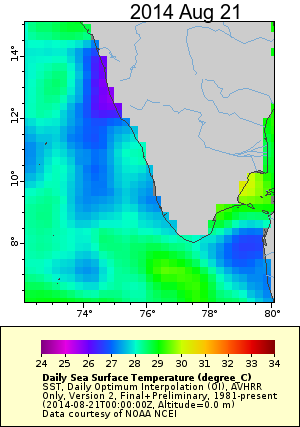 2014 Aug 21
14°
12°
10°
8°
74° 76° 78° 80°
24 25 26 27 28 29 30 31 32 33 34
Daily Sea Surface Temperature (degree_C)
SST, Daily Optimum Interpolation (OI), AVHRR
Only, Version 2, Final+Preliminary, 1981-present
(2014-08-21T00:00:00Z, Altitude=0.0 m)
Data courtesy of NOAA NCEI